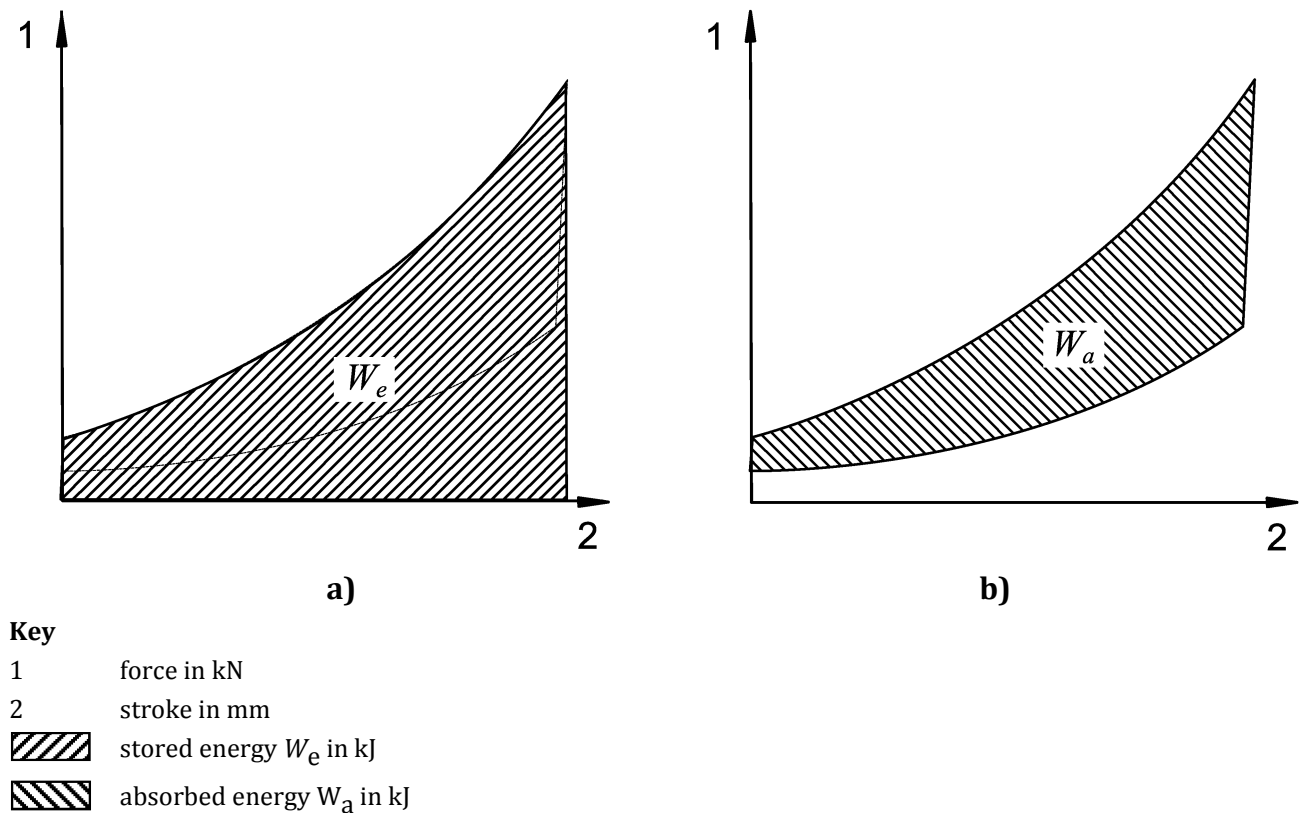 1
1
W_e
W_a
2
2
a)
b)
Key
1 force in kN
2 stroke in mm
stored energy W_e in kJ
absorbed energy W_a in kJ